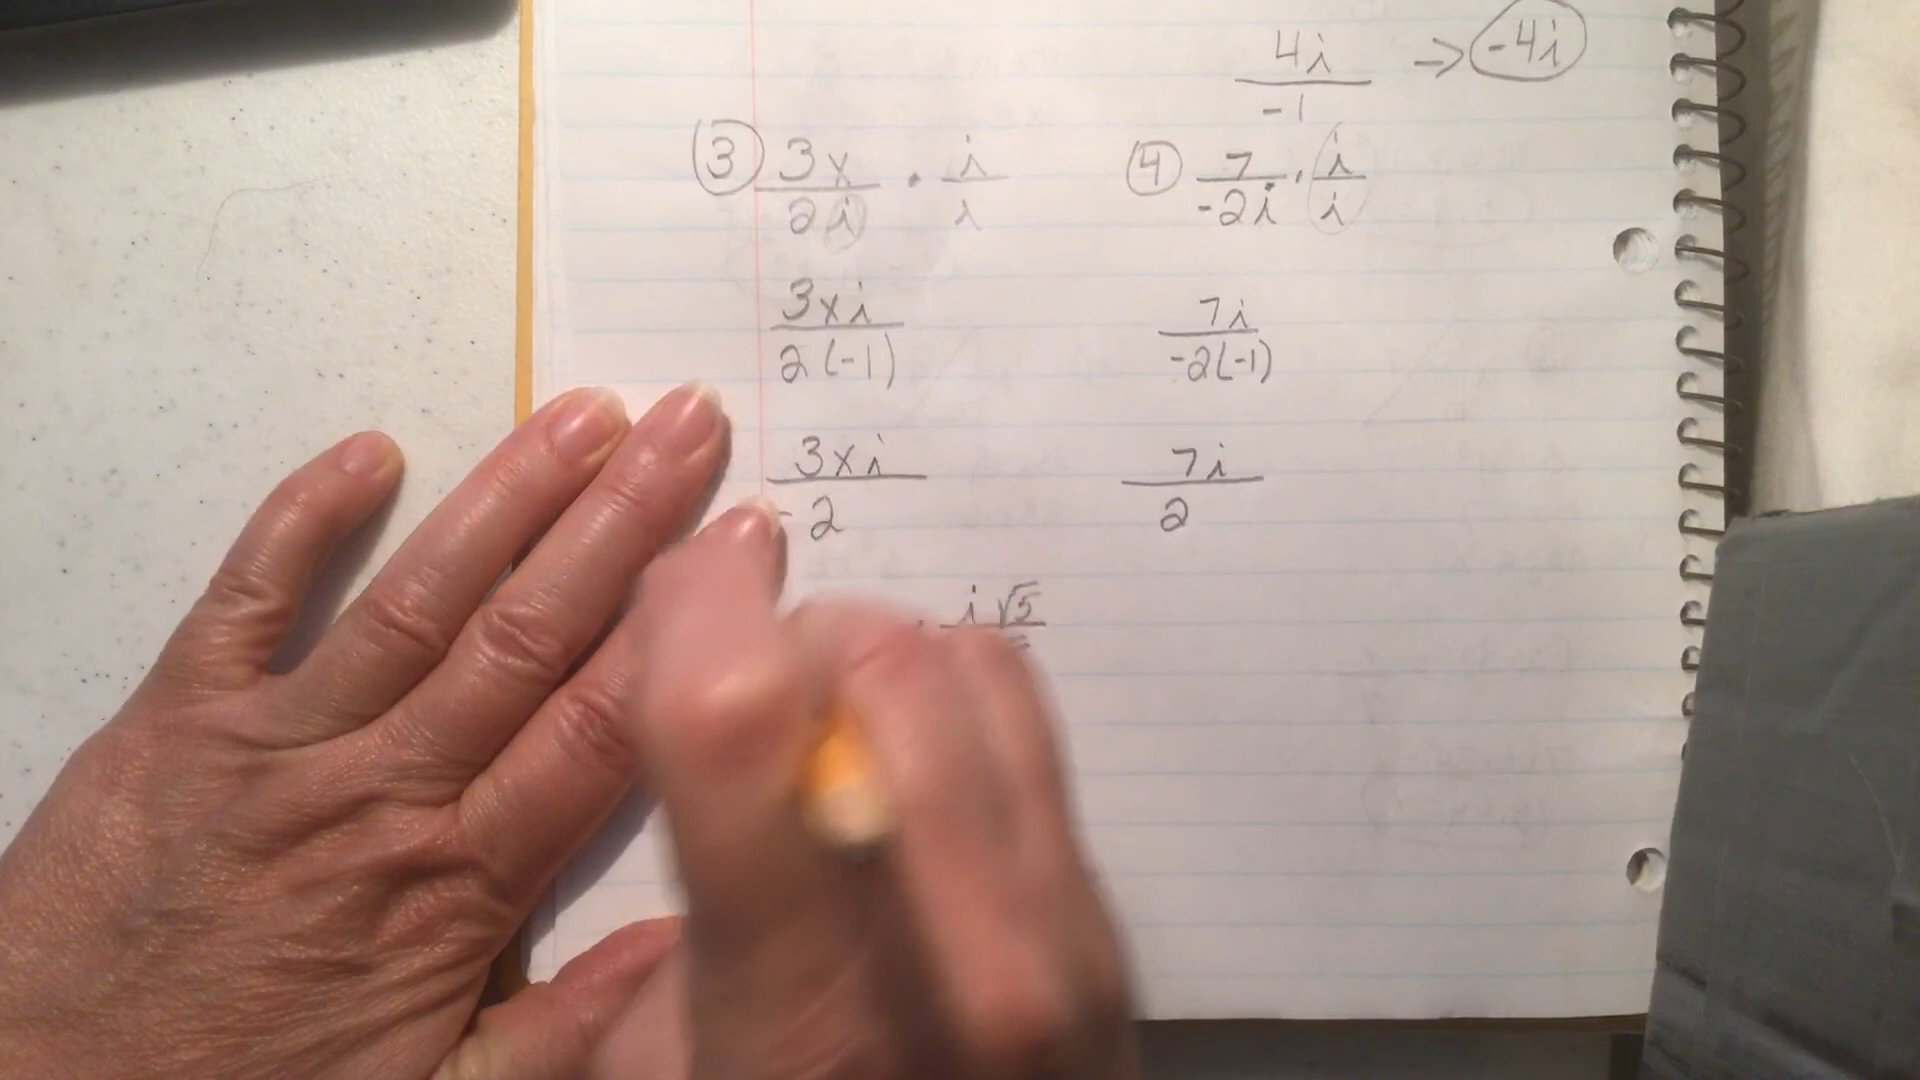 4i
-1 → -4i
③ 3x/2i · i/i
3xi/2(-1)
3xi/-2
④ 7/-2i · i/i
7i/-2(-1)
7i/2
· i√5